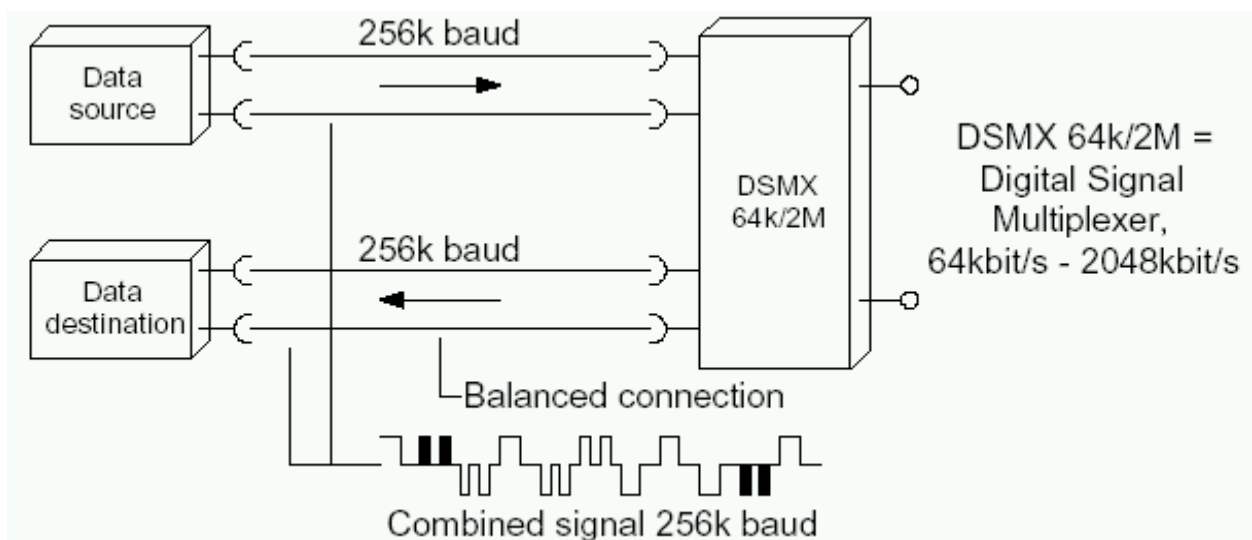 256k baud
Data
source
DSMX
64k/2M
DSMX 64k/2M =
Digital Signal
Multiplexer,
64kbit/s - 2048kbit/s
256k baud
Data
destination
Balanced connection
Combined signal 256k baud